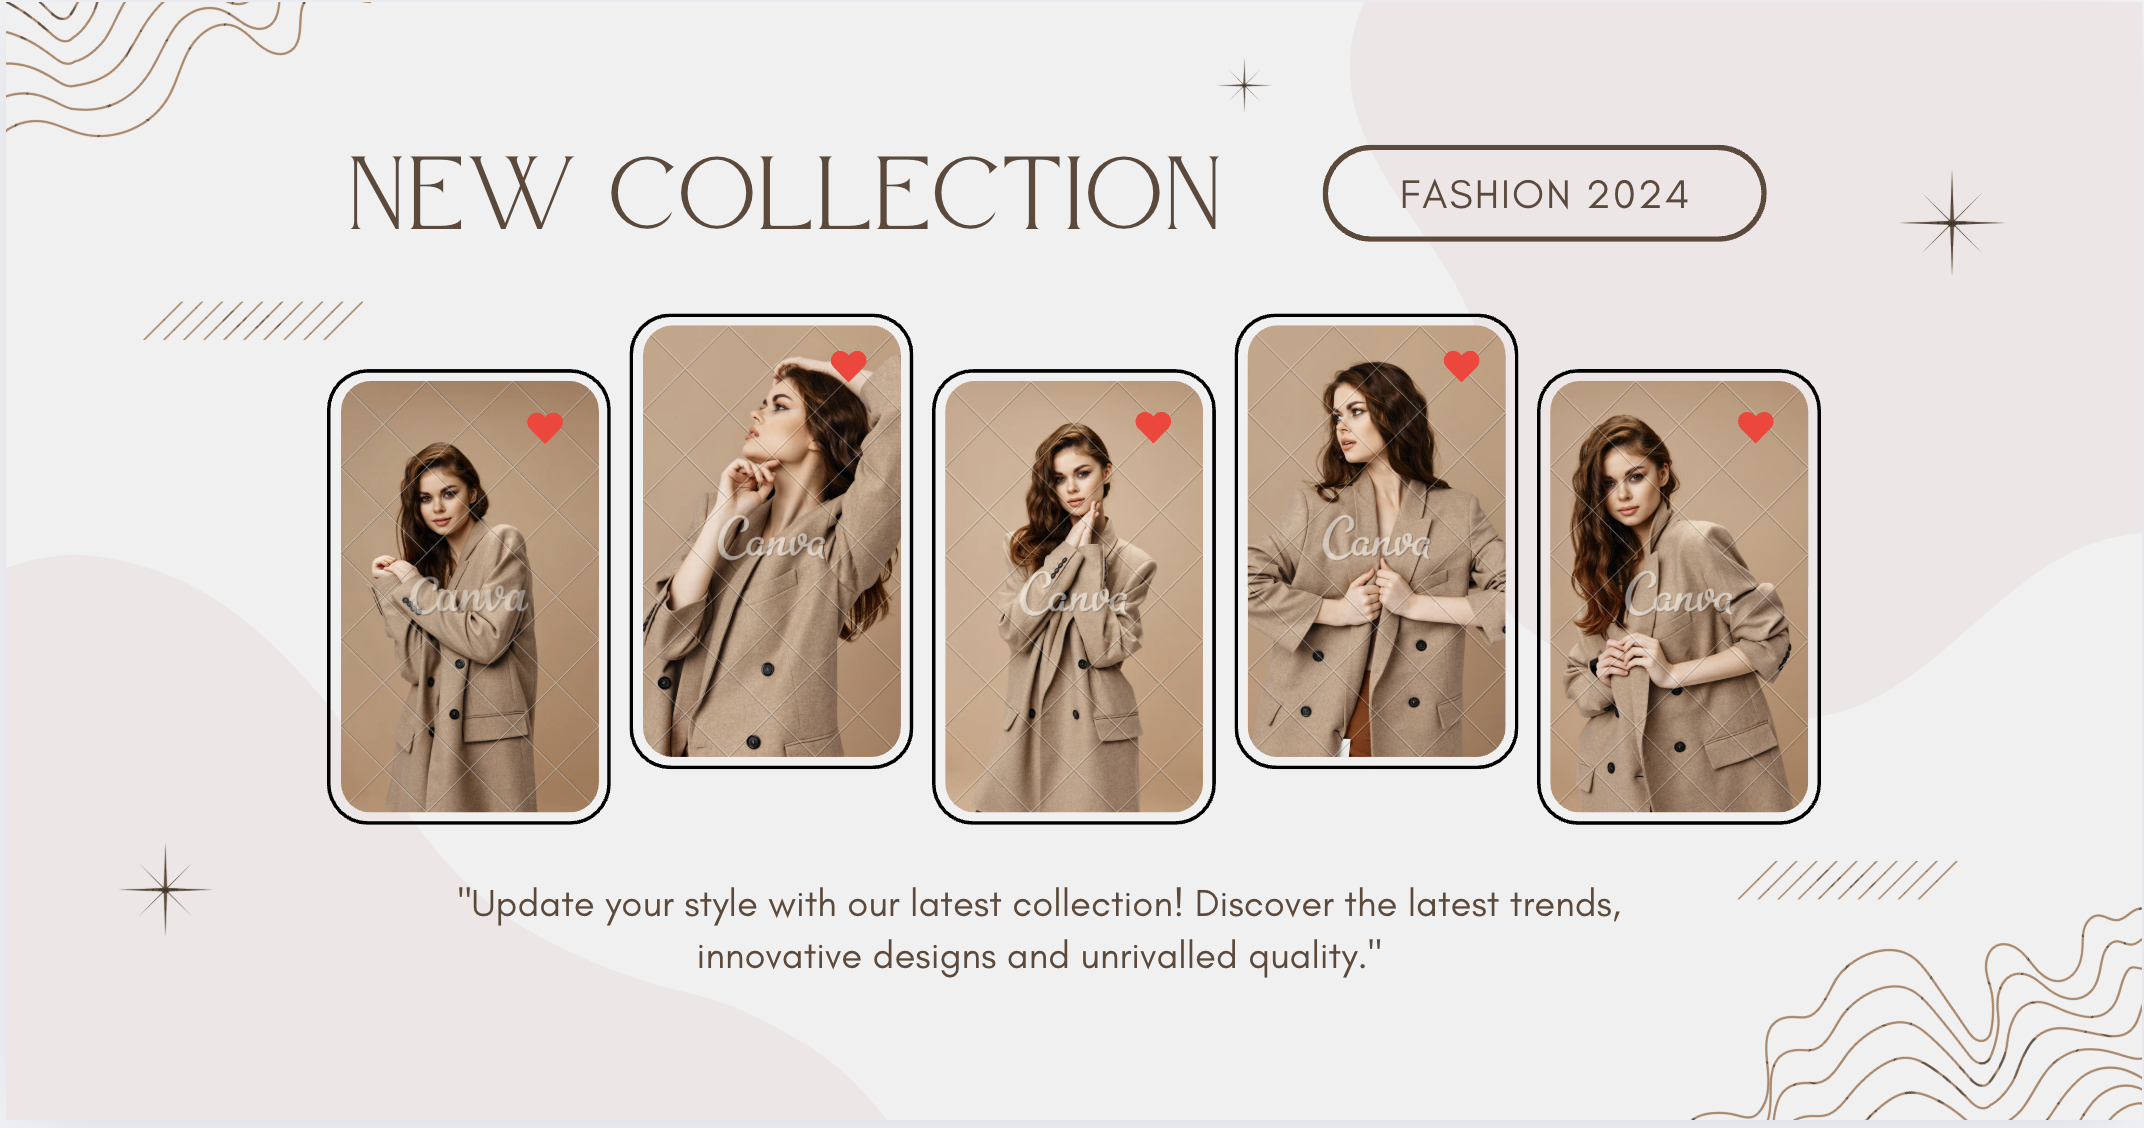 NEW COLLECTION
FASHION 2024
Canva
Canva
Canva
Canva
Canva
"Update your style with our latest collection! Discover the latest trends,
innovative designs and unrivalled quality."